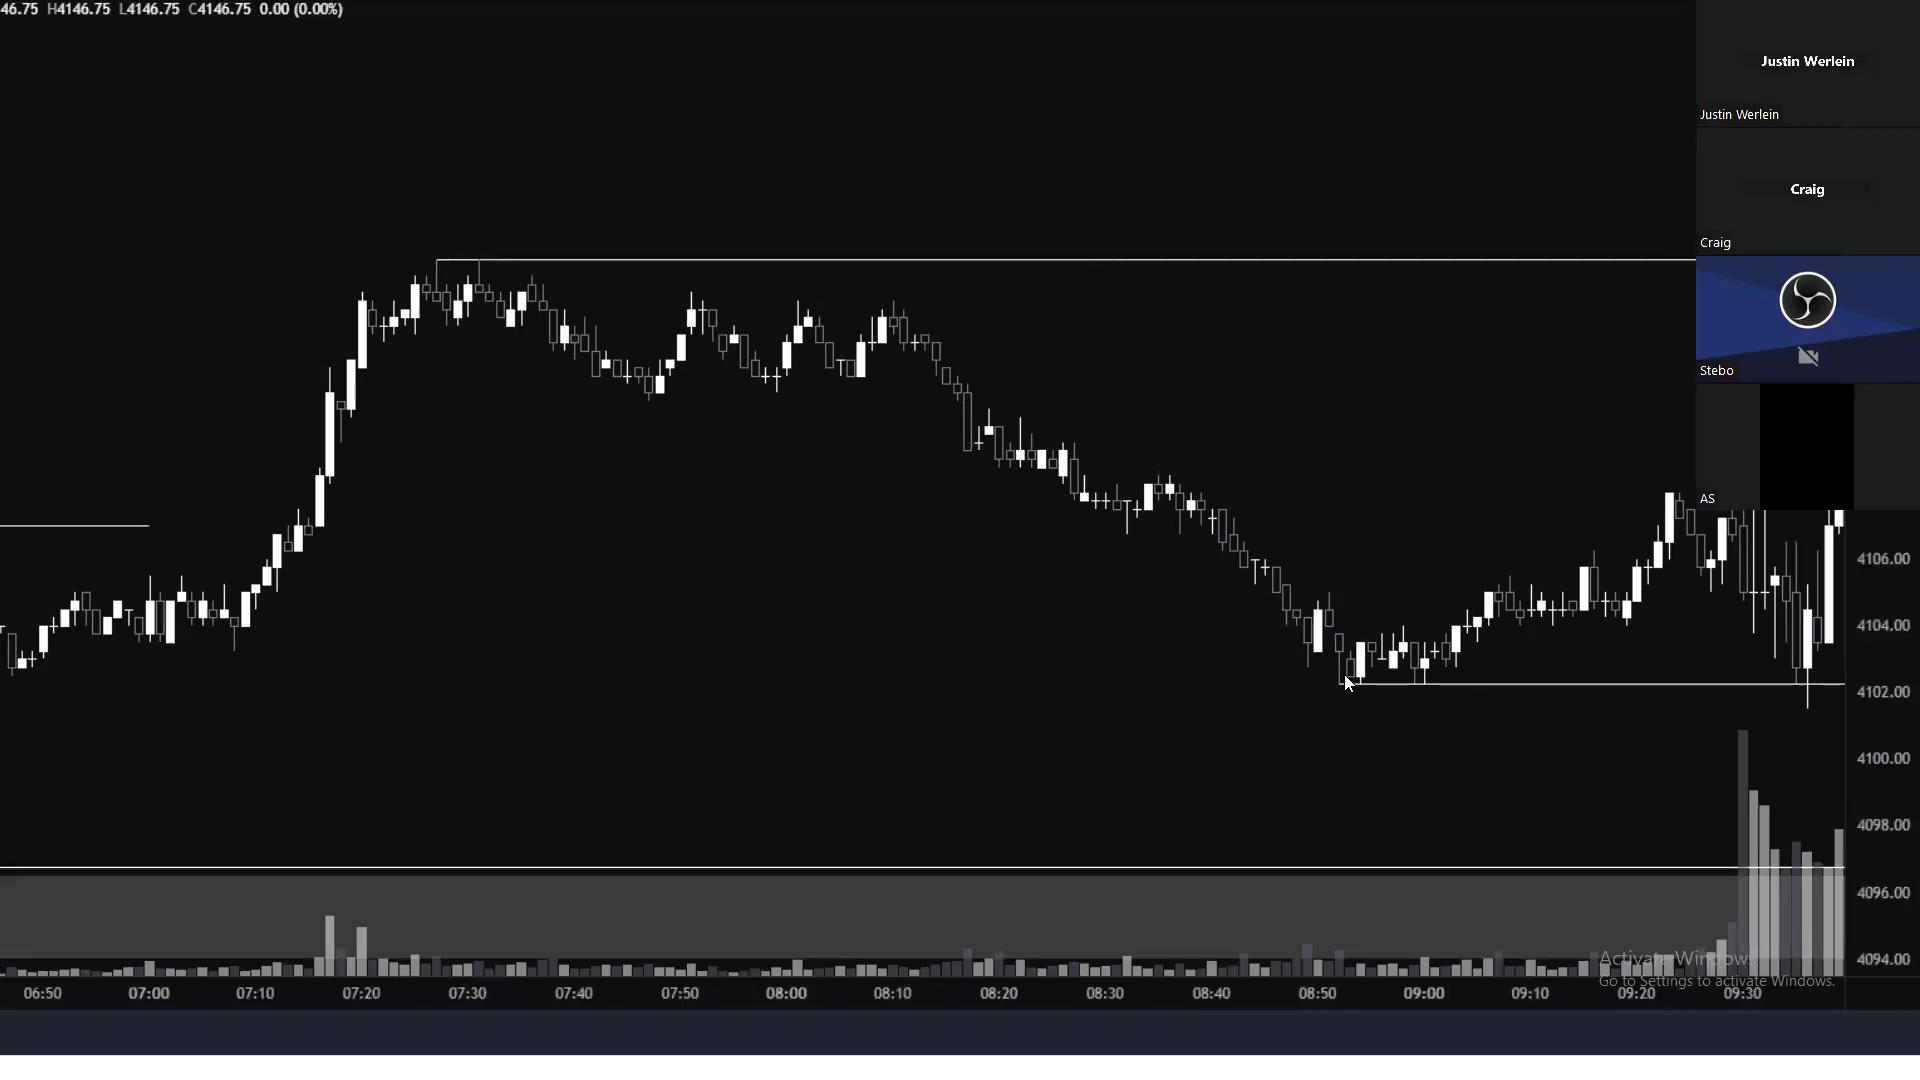 46.75 H4146.75 L4146.75 C4146.75 0.00 (0.00%)
Justin Werlein
Justin Werlein
Craig
Craig
Stebo
AS
4106.00
4104.00
4102.00
4100.00
4098.00
4096.00
4094.00
Activate Windows
Go to Settings to activate Windows.
06:50 07:00 07:10 07:20 07:30 07:40 07:50 08:00 08:10 08:20 08:30 08:40 08:50 09:00 09:10 09:20 09:30